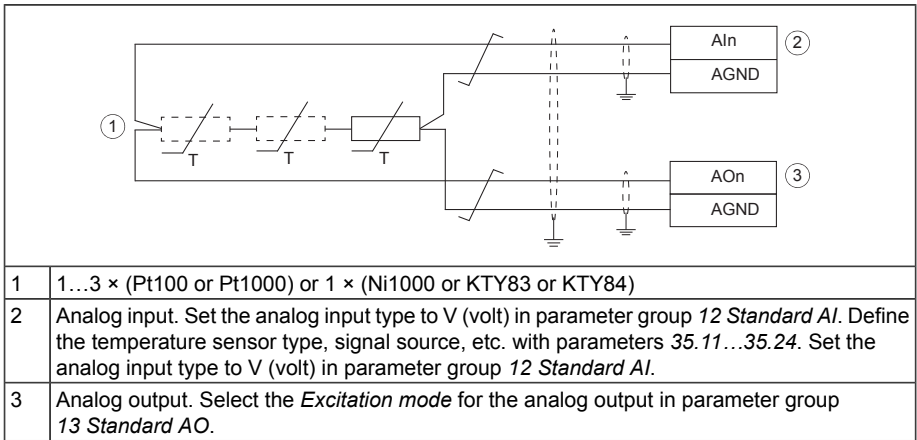 AIn
2
AGND
1
T
T
T
AOn
3
AGND
1 1…3 × (Pt100 or Pt1000) or 1 × (Ni1000 or KTY83 or KTY84)
2 Analog input. Set the analog input type to V (volt) in parameter group 12 Standard AI. Define
the temperature sensor type, signal source, etc. with parameters 35.11…35.24. Set the
analog input type to V (volt) in parameter group 12 Standard AI.
3 Analog output. Select the Excitation mode for the analog output in parameter group
13 Standard AO.